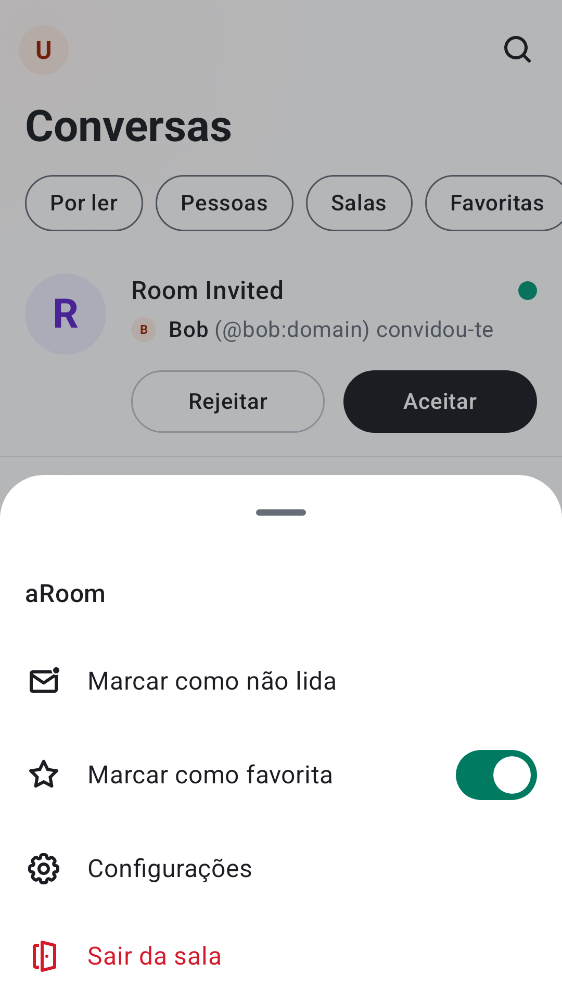 U
Conversas
Por ler Pessoas Salas Favoritas
R
Room Invited
B Bob (@bob:domain) convidou-te
Rejeitar Aceitar
aRoom
Marcar como não lida
Marcar como favorita
Configurações
Sair da sala